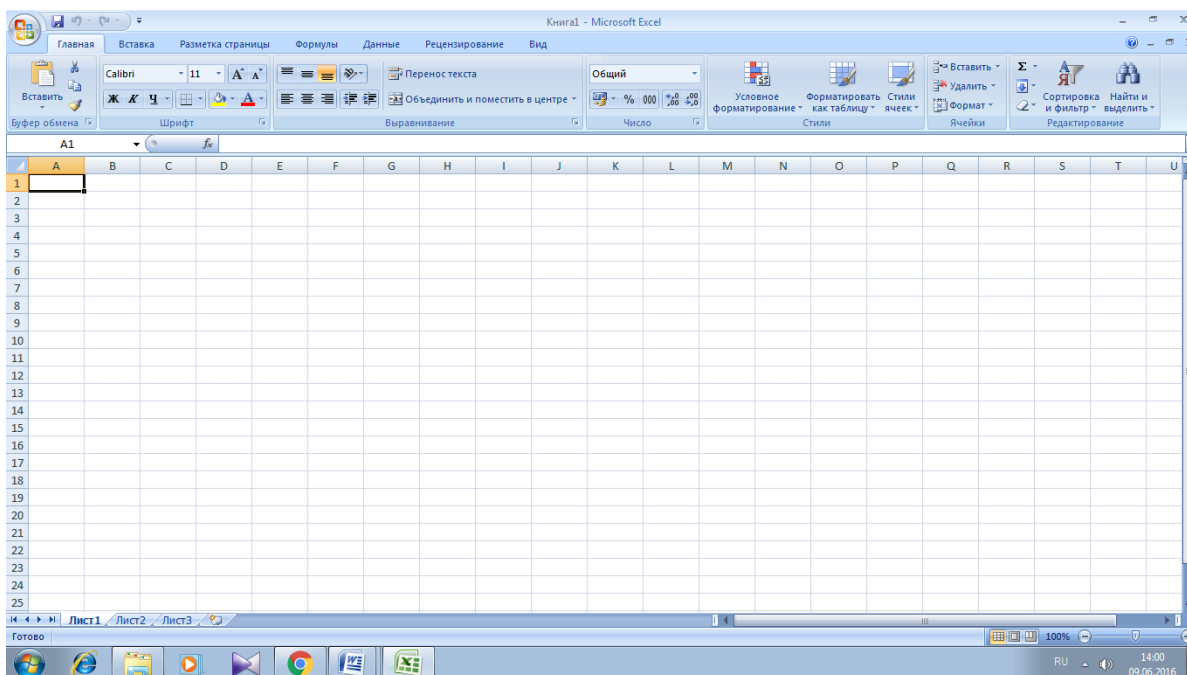 Книга1 - Microsoft Excel
Главная Вставка Разметка страницы Формулы Данные Рецензирование Вид
Вставить
Буфер обмена
Calibri 11
Ж К Ч
Шрифт
Перенос текста
Объединить и поместить в центре
Выравнивание
Общий
% 000
Число
Условное форматирование
Форматировать как таблицу
Стили ячеек
Стили
Вставить
Удалить
Формат
Ячейки
Σ
Сортировка и фильтр
Найти и выделить
Редактирование
A1 fx
A B C D E F G H I J K L M N O P Q R S T U
1
2
3
4
5
6
7
8
9
10
11
12
13
14
15
16
17
18
19
20
21
22
23
24
25
Лист1 Лист2 Лист3
Готово 100%
RU 14:00
09.06.2016